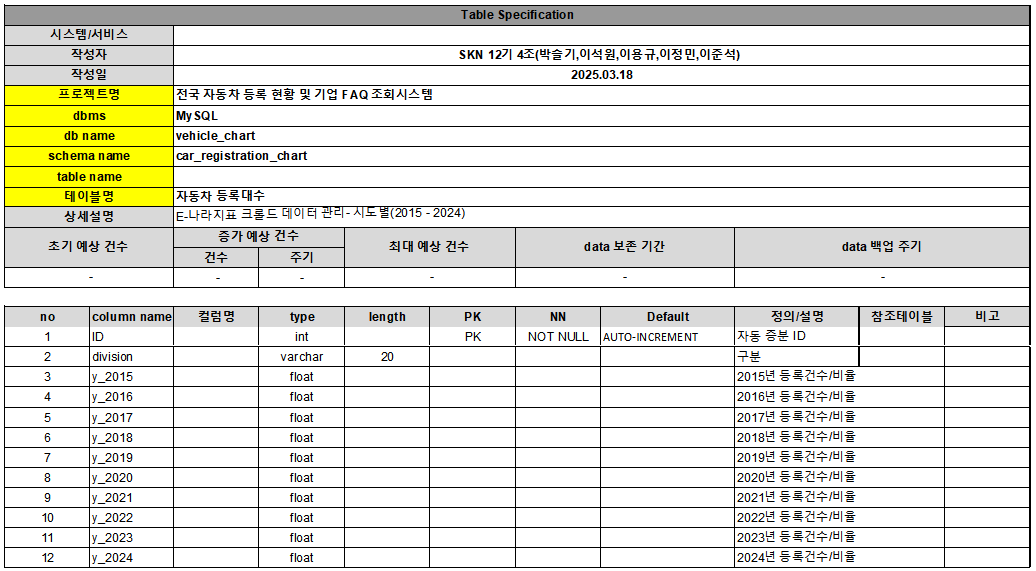 Table Specification
시스템/서비스
작성자 SKN 12기 4조(박슬기,이석원,이용규,이정민,이준석)
작성일 2025.03.18
프로젝트명 전국 자동차 등록 현황 및 기업 FAQ 조회시스템
dbms MySQL
db name vehicle_chart
schema name car_registration_chart
table name
테이블명 자동차 등록대수
상세설명 E-나라지표 크롤드 데이터 관리- 시도별(2015 - 2024)
초기 예상 건수 증가 예상 건수 최대 예상 건수 data 보존 기간 data 백업 주기
건수 주기
- - - - - -
no column name 컬럼명 type length PK NN Default 정의/설명 참조테이블 비고
1 ID int PK NOT NULL AUTO-INCREMENT 자동 증분 ID
2 division varchar 20 구분
3 y_2015 float 2015년 등록건수/비율
4 y_2016 float 2016년 등록건수/비율
5 y_2017 float 2017년 등록건수/비율
6 y_2018 float 2018년 등록건수/비율
7 y_2019 float 2019년 등록건수/비율
8 y_2020 float 2020년 등록건수/비율
9 y_2021 float 2021년 등록건수/비율
10 y_2022 float 2022년 등록건수/비율
11 y_2023 float 2023년 등록건수/비율
12 y_2024 float 2024년 등록건수/비율